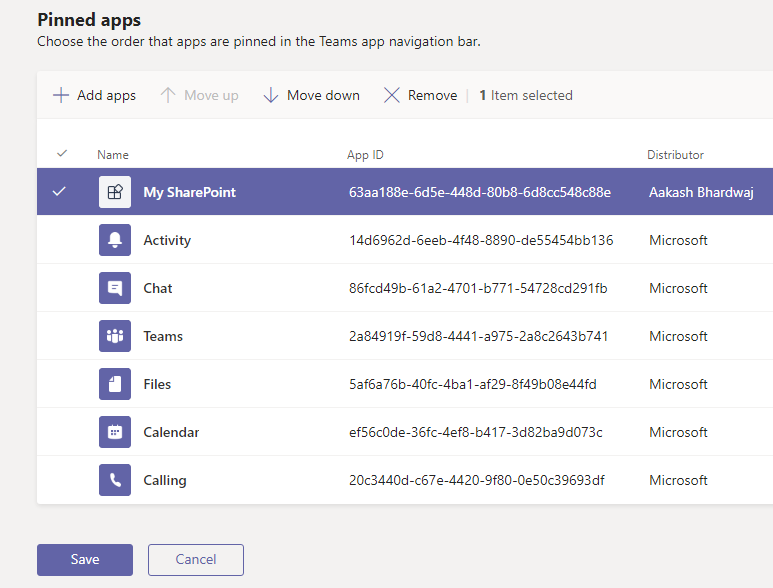 Pinned apps
Choose the order that apps are pinned in the Teams app navigation bar.
Add apps Move up Move down Remove 1 Item selected
Name App ID Distributor
My SharePoint 63aa188e-6d5e-448d-80b8-6d8cc548c88e Aakash Bhardwaj
Activity 14d6962d-6eeb-4f48-8890-de55454bb136 Microsoft
Chat 86fcd49b-61a2-4701-b771-54728cd291fb Microsoft
Teams 2a84919f-59d8-4441-a975-2a8c2643b741 Microsoft
Files 5af6a76b-40fc-4ba1-af29-8f49b08e44fd Microsoft
Calendar ef56c0de-36fc-4ef8-b417-3d82ba9d073c Microsoft
Calling 20c3440d-c67e-4420-9f80-0e50c39693df Microsoft
Save Cancel